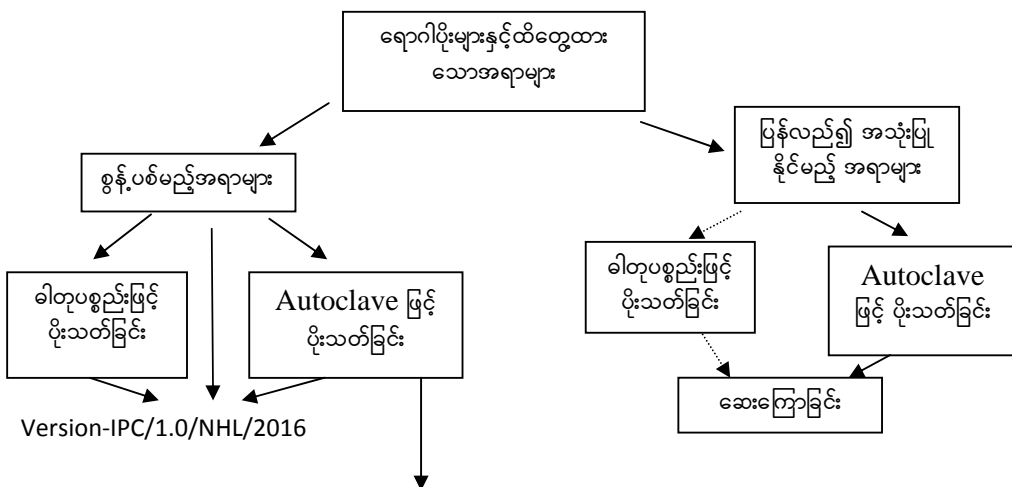 ရောဂါပိုးများနှင့်ထိတွေ့ထား
သောအရာများ
စွန့်ပစ်မည့်အရာများ
ပြန်လည်၍ အသုံးပြု
နိုင်မည့် အရာများ
ဓါတုပစ္စည်းဖြင့်
ပိုးသတ်ခြင်း
Autoclave ဖြင့်
ပိုးသတ်ခြင်း
ဓါတုပစ္စည်းဖြင့်
ပိုးသတ်ခြင်း
Autoclave
ဖြင့် ပိုးသတ်ခြင်း
ဆေးကြောခြင်း
Version-IPC/1.0/NHL/2016